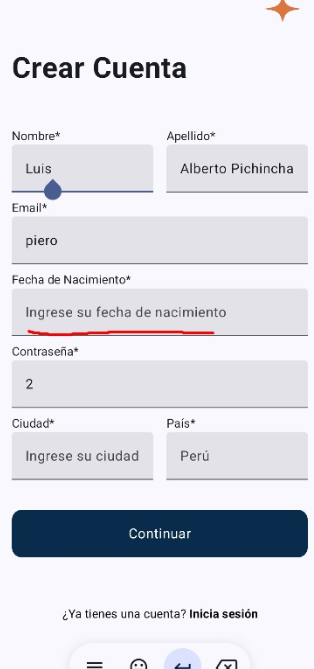 Crear Cuenta
Nombre* Apellido*
Luis Alberto Pichincha
Email*
piero
Fecha de Nacimiento*
Ingrese su fecha de nacimiento
Contraseña*
2
Ciudad* País*
Ingrese su ciudad Perú
Continuar
¿Ya tienes una cuenta? Inicia sesión